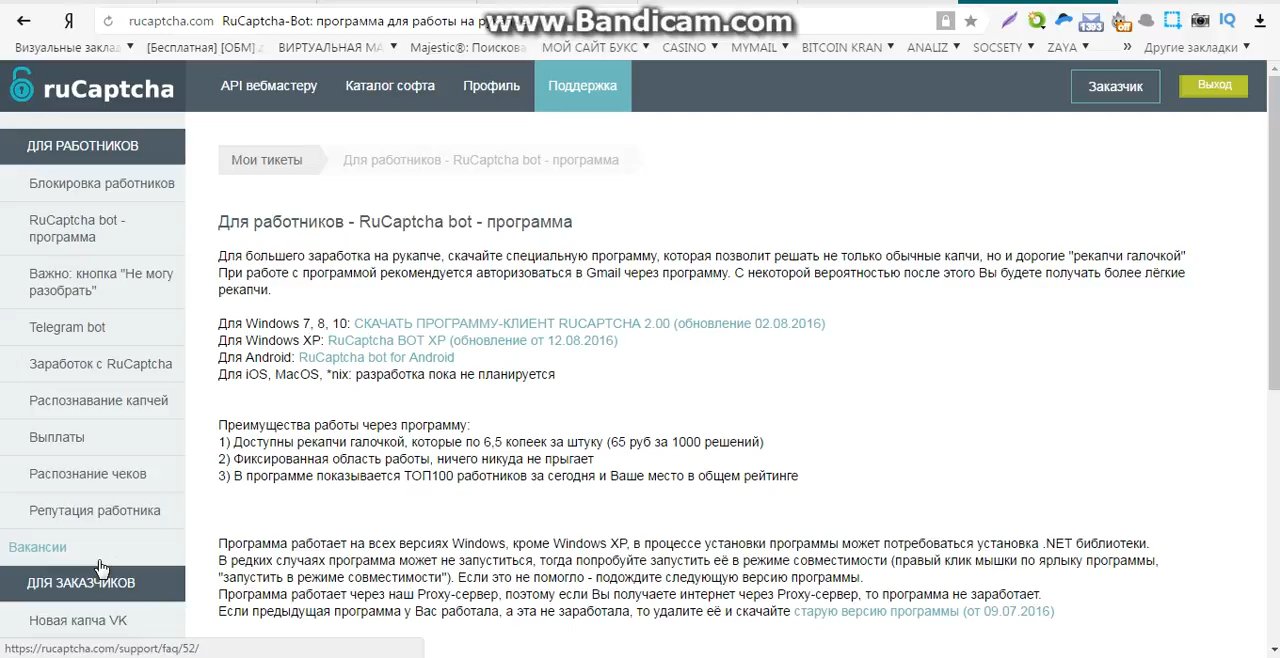 rucaptcha.com RuCaptcha-Bot: программа для работы на р
www.Bandicam.com
1393
off
IQ
Визуальные заклад
[Бесплатная] [ОБМ]
ВИРТУАЛЬНАЯ МА
Majestic®: Поискова
МОЙ САЙТ БУКС
CASINO
MYMAIL
BITCOIN KRAN
ANALIZ
SOCSETY
ZAYA
» Другие закладки
ruCaptcha
API вебмастеру
Каталог софта
Профиль
Поддержка
Заказчик
Выход
ДЛЯ РАБОТНИКОВ
Блокировка работников
RuCaptcha bot -
программа
Важно: кнопка "Не могу
разобрать"
Telegram bot
Заработок с RuCaptcha
Распознавание капчей
Выплаты
Распознание чеков
Репутация работника
Вакансии
ДЛЯ ЗАКАЗЧИКОВ
Новая капча VK
Мои тикеты
Для работников - RuCaptcha bot - программа
Для работников - RuCaptcha bot - программа
Для большего заработка на рукапче, скачайте специальную программу, которая позволит решать не только обычные капчи, но и дорогие "рекапчи галочкой"
При работе с программой рекомендуется авторизоваться в Gmail через программу. С некоторой вероятностью после этого Вы будете получать более лёгкие
рекапчи.
Для Windows 7, 8, 10: СКАЧАТЬ ПРОГРАММУ-КЛИЕНТ RUCAPTCHA 2.00 (обновление 02.08.2016)
Для Windows XP: RuCaptcha BOT XP (обновление от 12.08.2016)
Для Android: RuCaptcha bot for Android
Для iOS, MacOS, *nix: разработка пока не планируется
Преимущества работы через программу:
1) Доступны рекапчи галочкой, которые по 6,5 копеек за штуку (65 руб за 1000 решений)
2) Фиксированная область работы, ничего никуда не прыгает
3) В программе показывается ТОП100 работников за сегодня и Ваше место в общем рейтинге
Программа работает на всех версиях Windows, кроме Windows XP, в процессе установки программы может потребоваться установка .NET библиотеки.
В редких случаях программа может не запуститься, тогда попробуйте запустить её в режиме совместимости (правый клик мышки по ярлыку программы,
"запустить в режиме совместимости"). Если это не помогло - подождите следующую версию программы.
Программа работает через наш Proxy-сервер, поэтому если Вы получаете интернет через Proxy-сервер, то программа не заработает.
Если предыдущая программа у Вас работала, а эта не заработала, то удалите её и скачайте старую версию программы (от 09.07.2016)
https://rucaptcha.com/support/faq/52/